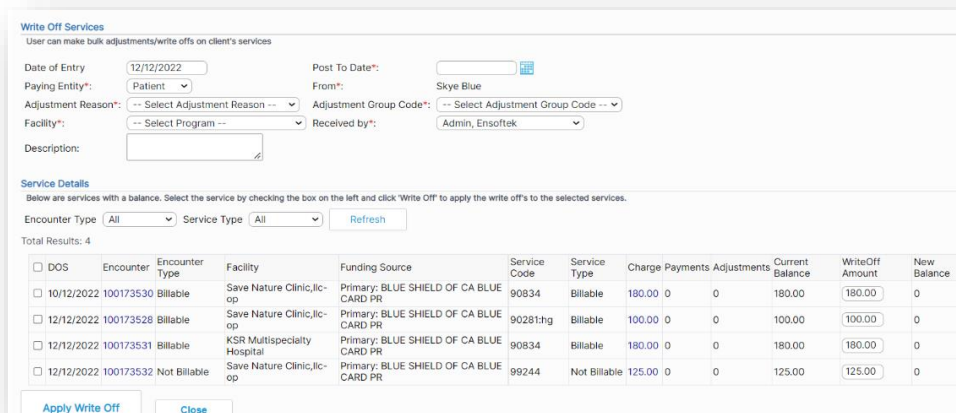 Write Off Services
User can make bulk adjustments/write offs on client's services
Date of Entry 12/12/2022 Post To Date*:
Paying Entity*: Patient From*: Skye Blue
Adjustment Reason*: -- Select Adjustment Reason -- Adjustment Group Code*: -- Select Adjustment Group Code --
Facility*: -- Select Program -- Received by*: Admin, Ensoftek
Description:
Service Details
Below are services with a balance. Select the service by checking the box on the left and click 'Write Off' to apply the write off's to the selected services.
Encounter Type All Service Type All Refresh
Total Results: 4
DOS Encounter Encounter Type Facility Funding Source Service Code Service Type Charge Payments Adjustments Current Balance WriteOff Amount New Balance
10/12/2022 100173530 Billable Save Nature Clinic,llc-op Primary: BLUE SHIELD OF CA BLUE CARD PR 90834 Billable 180.00 0 0 180.00 180.00 0
12/12/2022 100173528 Billable Save Nature Clinic,llc-op Primary: BLUE SHIELD OF CA BLUE CARD PR 90281:hg Billable 100.00 0 0 100.00 100.00 0
12/12/2022 100173531 Billable KSR Multispecialty Hospital Primary: BLUE SHIELD OF CA BLUE CARD PR 90834 Billable 180.00 0 0 180.00 180.00 0
12/12/2022 100173532 Not Billable Save Nature Clinic,llc-op Primary: BLUE SHIELD OF CA BLUE CARD PR 99244 Not Billable 125.00 0 0 125.00 125.00 0
Apply Write Off Close